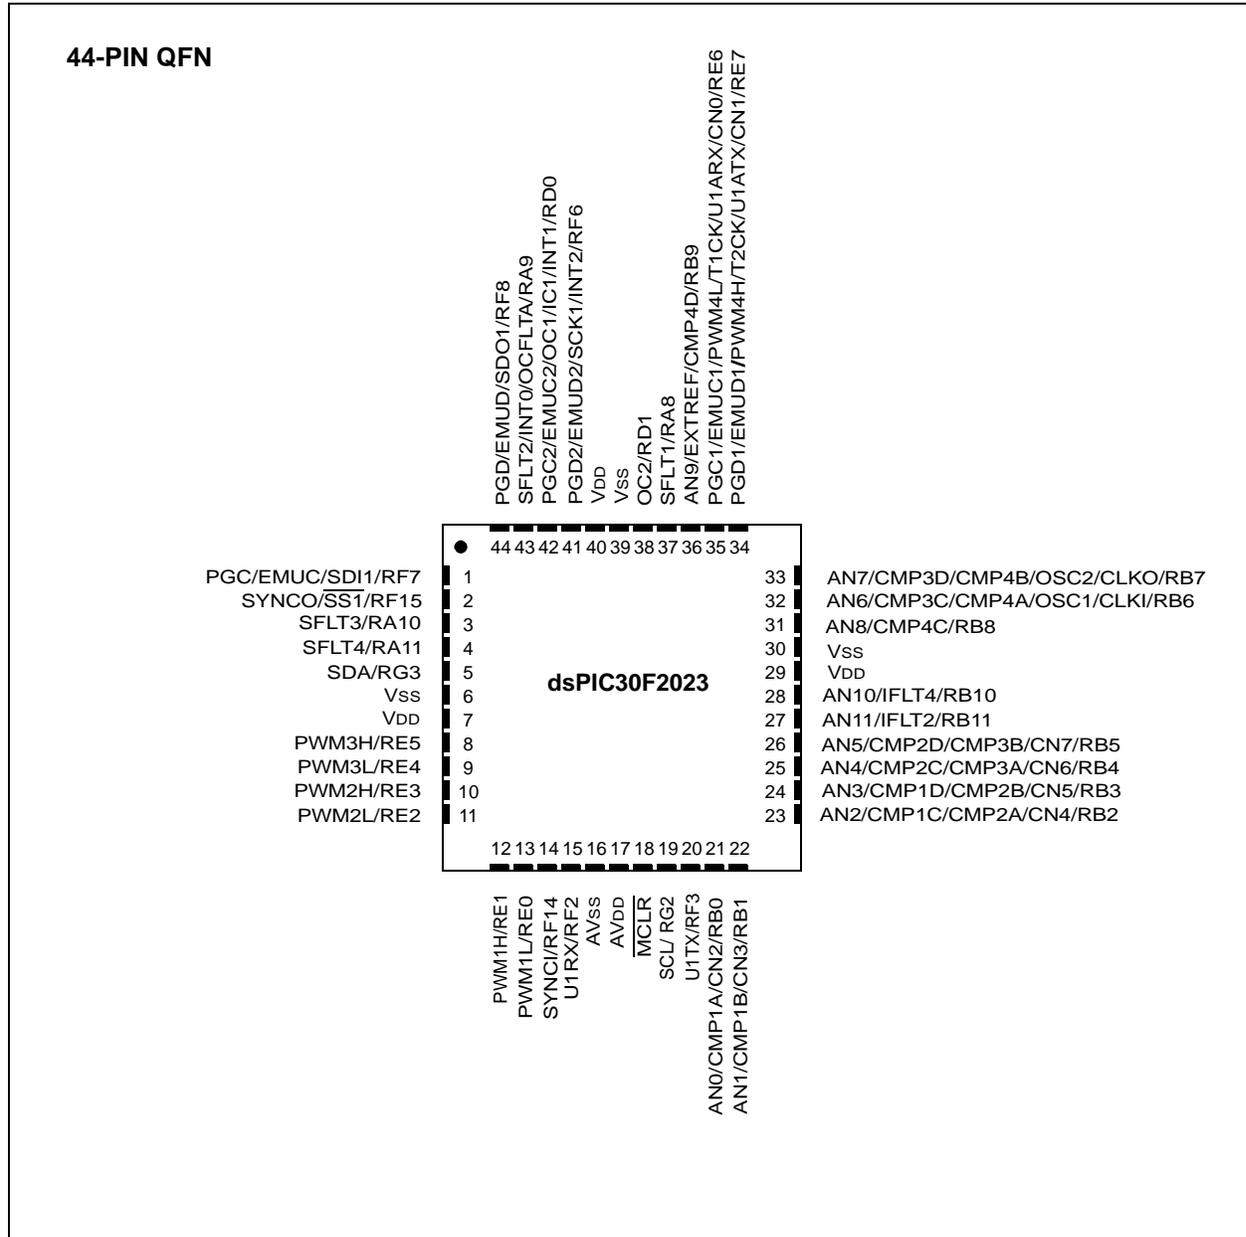 44-PIN QFN
PGD/EMUD/SDO1/RF8
SFLT2/INT0/OCFLTA/RA9
PGC2/EMUC2/OC1/IC1/INT1/RD0
PGD2/EMUD2/SCK1/INT2/RF6
VDD
VSS
OC2/RD1
SFLT1/RA8
AN9/EXTREF/CMP4D/RB9
PGC1/EMUC1/PWM4L/T1CK/U1ARX/CN0/RE6
PGD1/EMUD1/PWM4H/T2CK/U1ATX/CN1/RE7
44 43 42 41 40 39 38 37 36 35 34
PGC/EMUC/SDI1/RF7 1
SYNCO/SS1/RF15 2
SFLT3/RA10 3
SFLT4/RA11 4
SDA/RG3 5
VSS 6
VDD 7
PWM3H/RE5 8
PWM3L/RE4 9
PWM2H/RE3 10
PWM2L/RE2 11
dsPIC30F2023
33 AN7/CMP3D/CMP4B/OSC2/CLKO/RB7
32 AN6/CMP3C/CMP4A/OSC1/CLKI/RB6
31 AN8/CMP4C/RB8
30 VSS
29 VDD
28 AN10/IFLT4/RB10
27 AN11/IFLT2/RB11
26 AN5/CMP2D/CMP3B/CN7/RB5
25 AN4/CMP2C/CMP3A/CN6/RB4
24 AN3/CMP1D/CMP2B/CN5/RB3
23 AN2/CMP1C/CMP2A/CN4/RB2
12 13 14 15 16 17 18 19 20 21 22
PWM1H/RE1
PWM1L/RE0
SYNCI/RF14
U1RX/RF2
AVSS
AVDD
MCLR
SCL/ RG2
U1TX/RF3
AN0/CMP1A/CN2/RB0
AN1/CMP1B/CN3/RB1